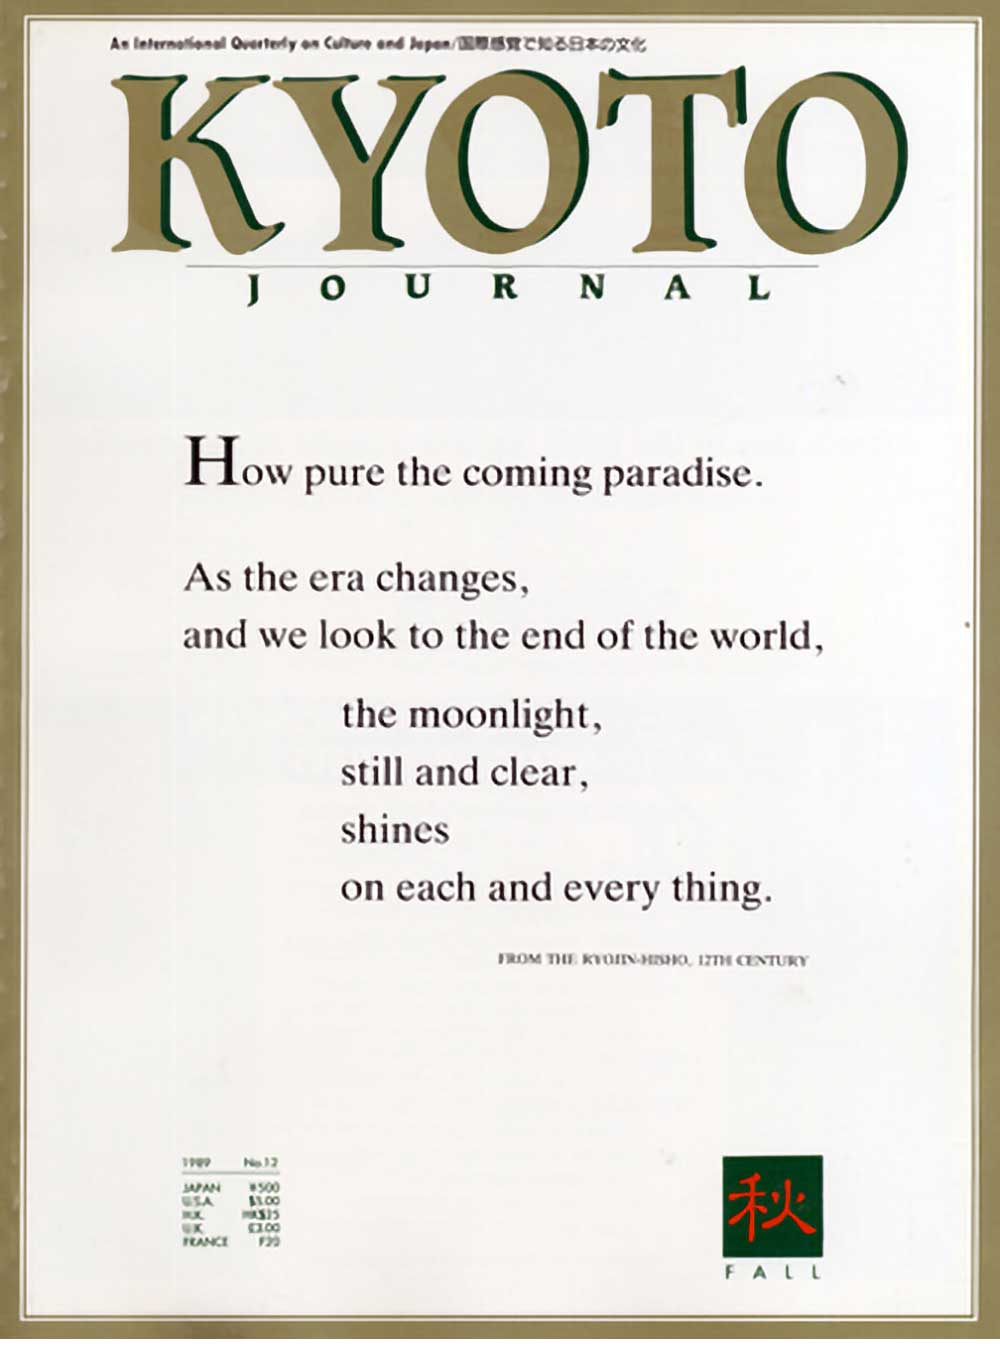 An International Quarterly on Culture and Japan/国際感覚で知る日本の文化
KYOTO
JOURNAL
How pure the coming paradise.
As the era changes,
and we look to the end of the world,
the moonlight,
still and clear,
shines
on each and every thing.
FROM THE RYOJIN-HISHO, 12TH CENTURY
1989 No.12
JAPAN ¥500
U.S.A. $5.00
H.K. HK$25
U.K. £3.00
FRANCE F20
秋
FALL